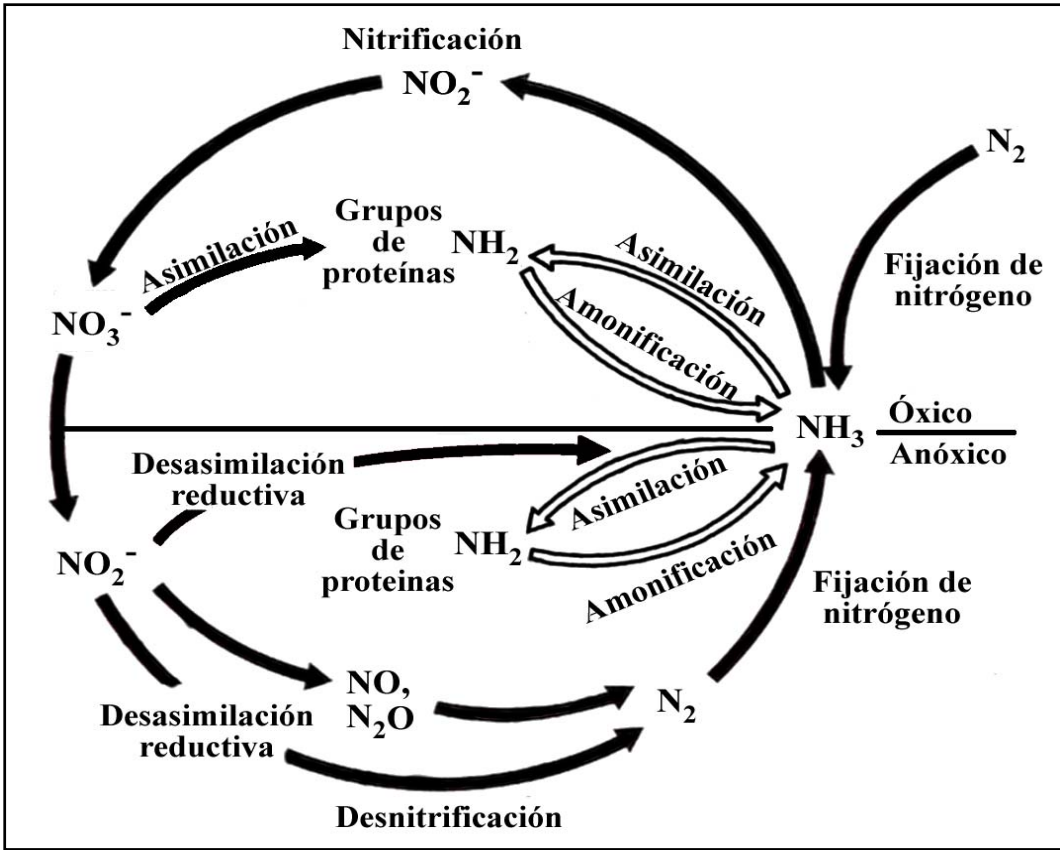 Nitrificación
NO₂⁻
N₂
Grupos
de
proteínas
NH₂
Asimilación
Asimilación
Amonificación
Fijación de
nitrógeno
NO₃⁻
NH₃
Óxico
Anóxico
Desasimilación
reductiva
Asimilación
Grupos
de
proteinas
NH₂
NO₂⁻
Amonificación
Fijación de
nitrógeno
NO,
N₂O
N₂
Desasimilación
reductiva
Desnitrificación